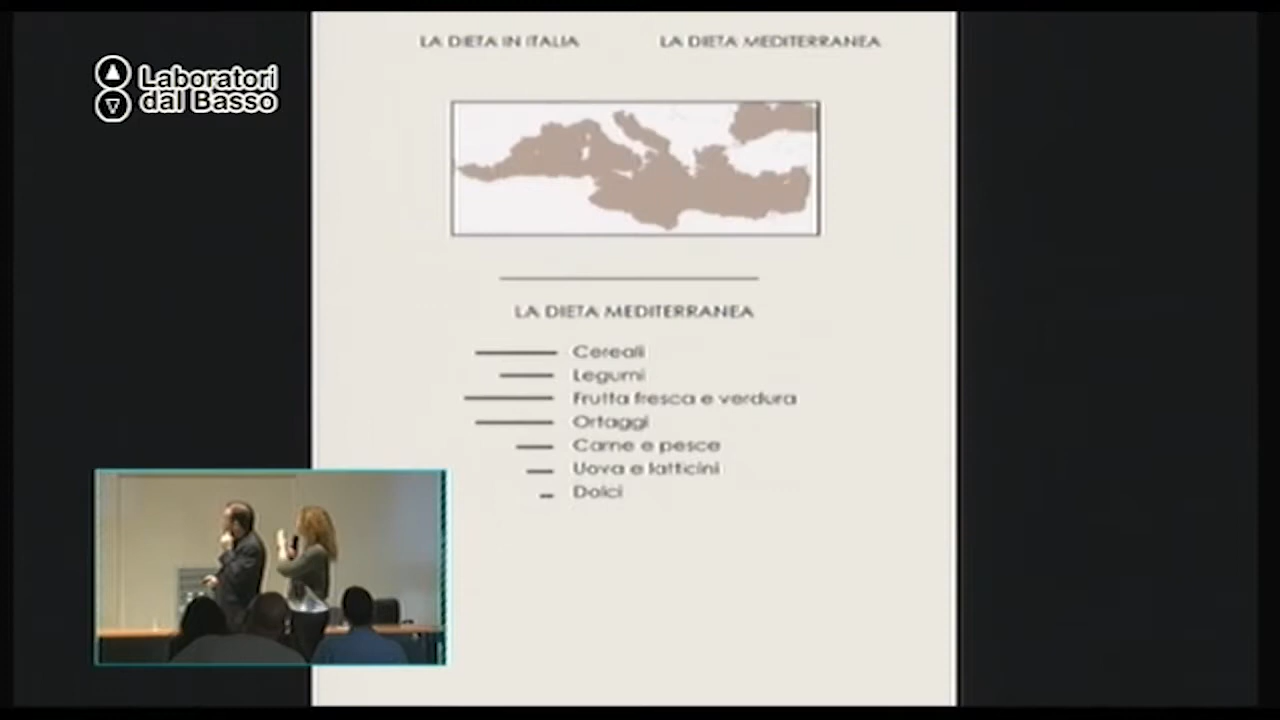 LA DIETA IN ITALIA
LA DIETA MEDITERRANEA
Laboratori
dal Basso
LA DIETA MEDITERRANEA
Cereali
Legumi
Frutta fresca e verdura
Ortaggi
Carne e pesce
Uova e latticini
Dolci